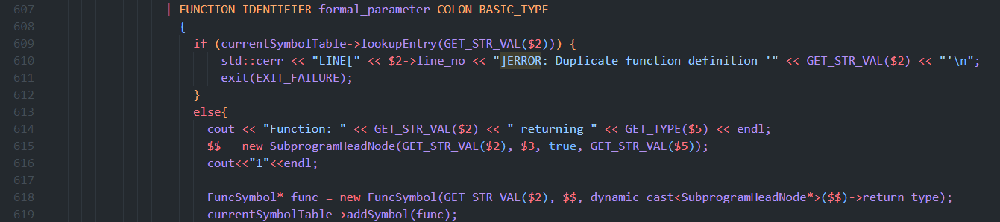 607 | FUNCTION IDENTIFIER formal_parameter COLON BASIC_TYPE
608 {
609 if (currentSymbolTable->lookupEntry(GET_STR_VAL($2))) {
610 std::cerr << "LINE[" << $2->line_no << "]ERROR: Duplicate function definition '" << GET_STR_VAL($2) << "'\n";
611 exit(EXIT_FAILURE);
612 }
613 else{
614 cout << "Function: " << GET_STR_VAL($2) << " returning " << GET_TYPE($5) << endl;
615 $$ = new SubprogramHeadNode(GET_STR_VAL($2), $3, true, GET_STR_VAL($5));
616 cout<<"1"<<endl;
617
618 FuncSymbol* func = new FuncSymbol(GET_STR_VAL($2), $$, dynamic_cast<SubprogramHeadNode*>($$)->return_type);
619 currentSymbolTable->addSymbol(func);